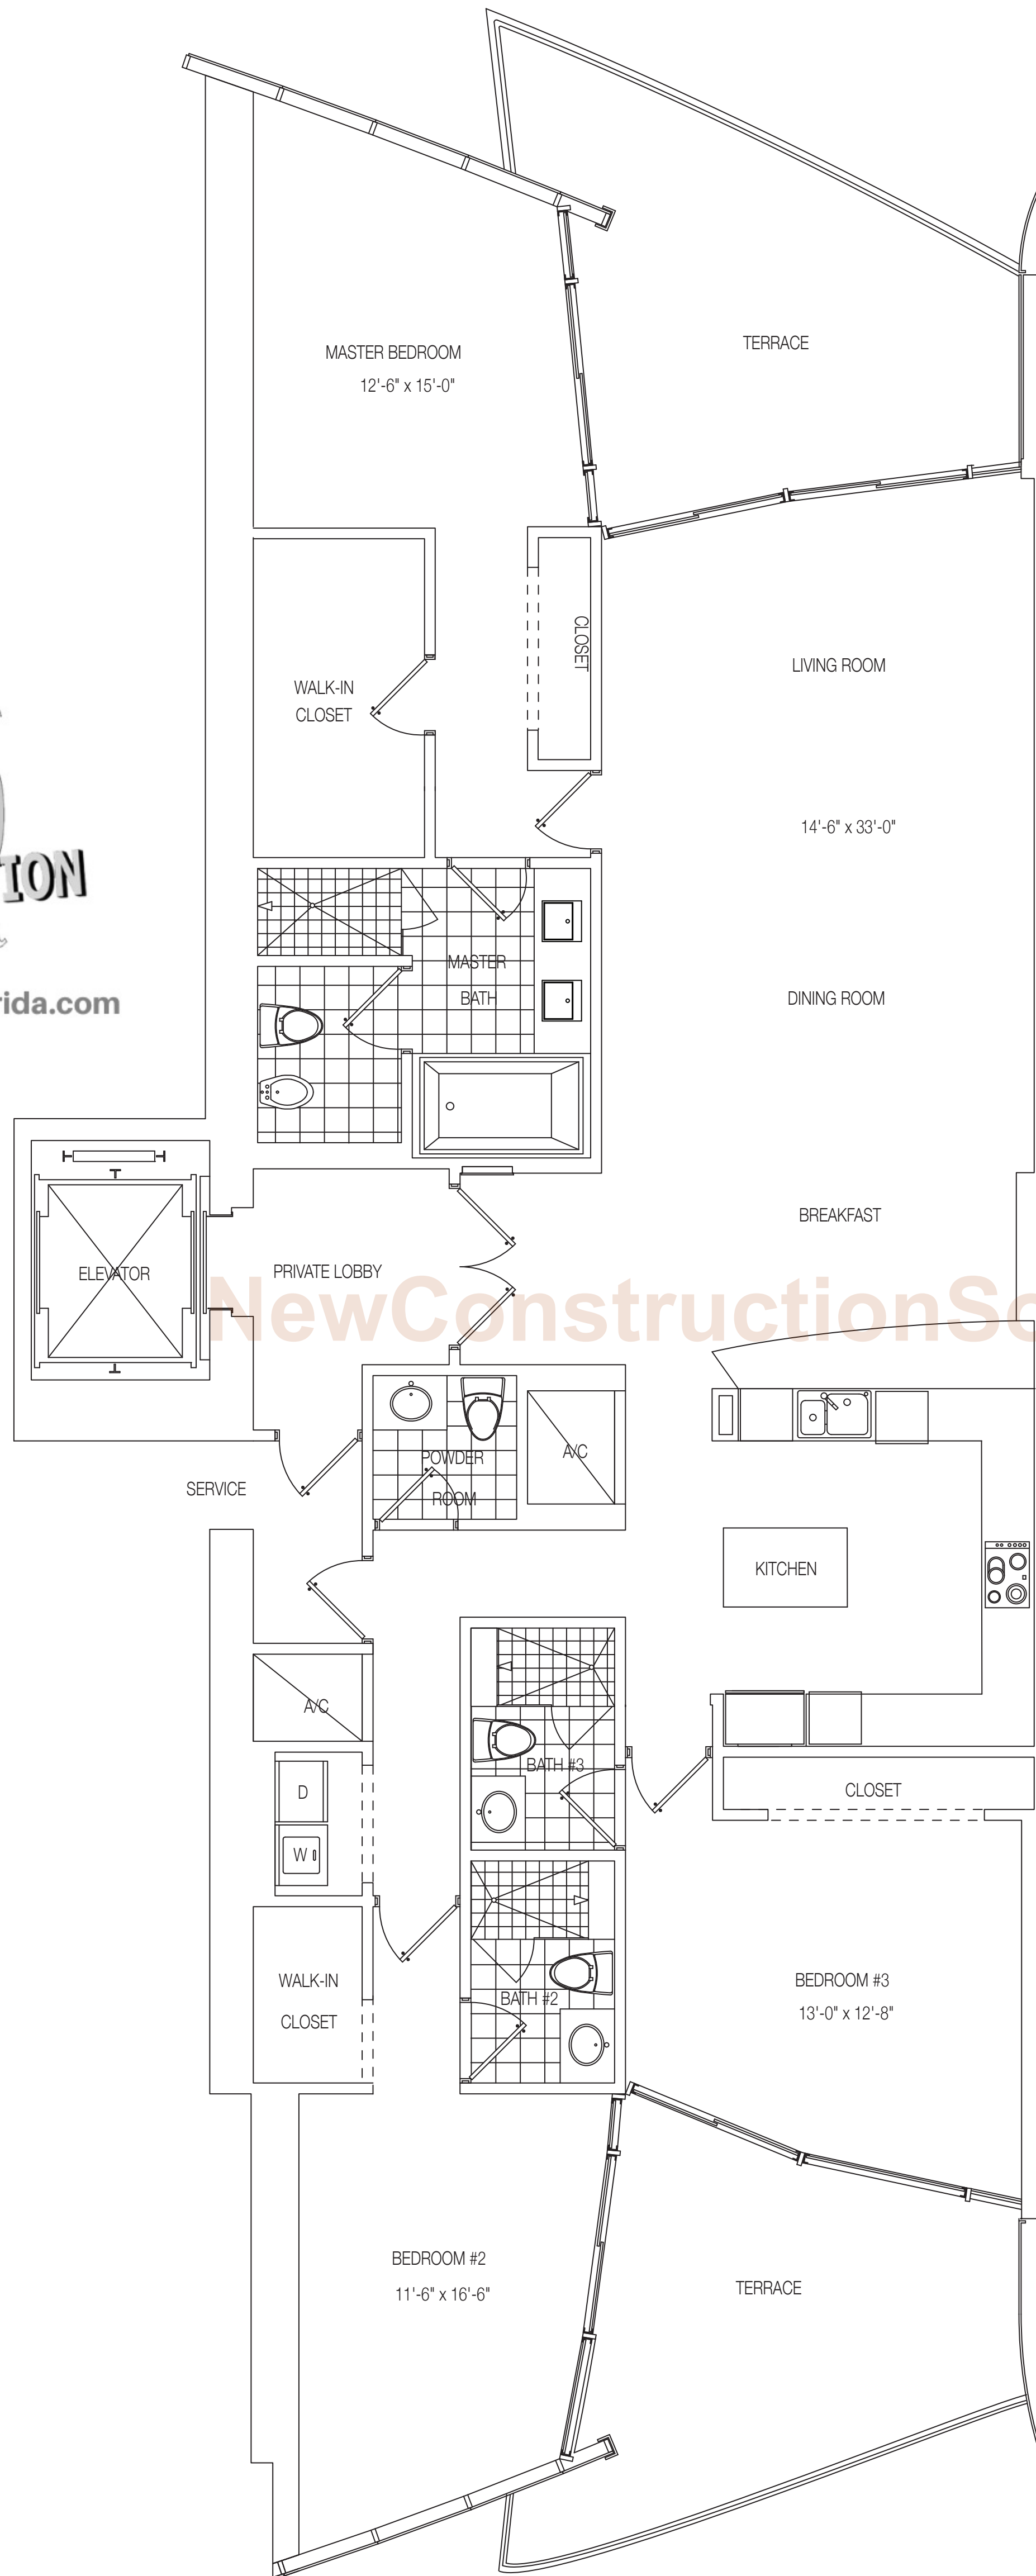 TERRACE
MASTER BEDROOM
12'-6" x 15'-0"
CLOSET
LIVING ROOM
WALK-IN
CLOSET
14'-6" x 33'-0"
ION
MASTER
BATH
DINING ROOM
rida.com
BREAKFAST
ELEVATOR
PRIVATE LOBBY
NewConstructionSo
POWDER
ROOM
A/C
SERVICE
KITCHEN
A/C
BATH #3
D
CLOSET
W
WALK-IN
CLOSET
BATH #2
BEDROOM #3
13'-0" x 12'-8"
BEDROOM #2
11'-6" x 16'-6"
TERRACE